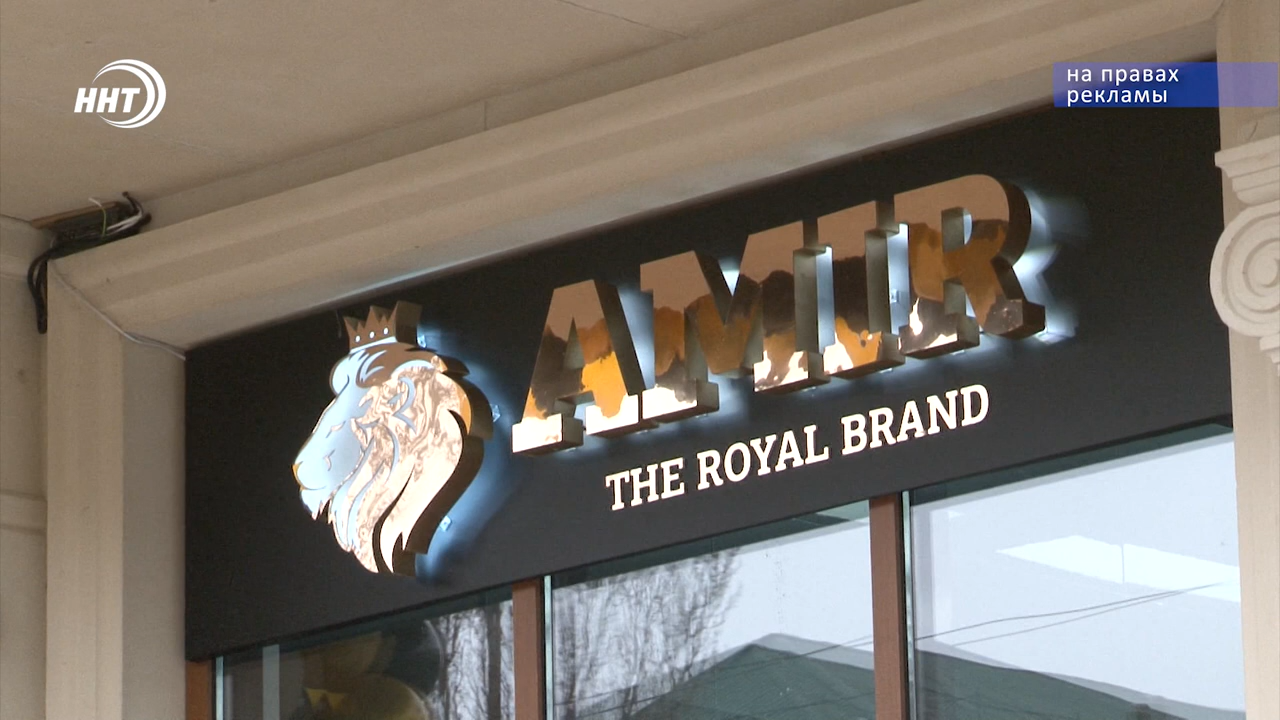 ННТ
на правах
рекламы
AMIR
THE ROYAL BRAND